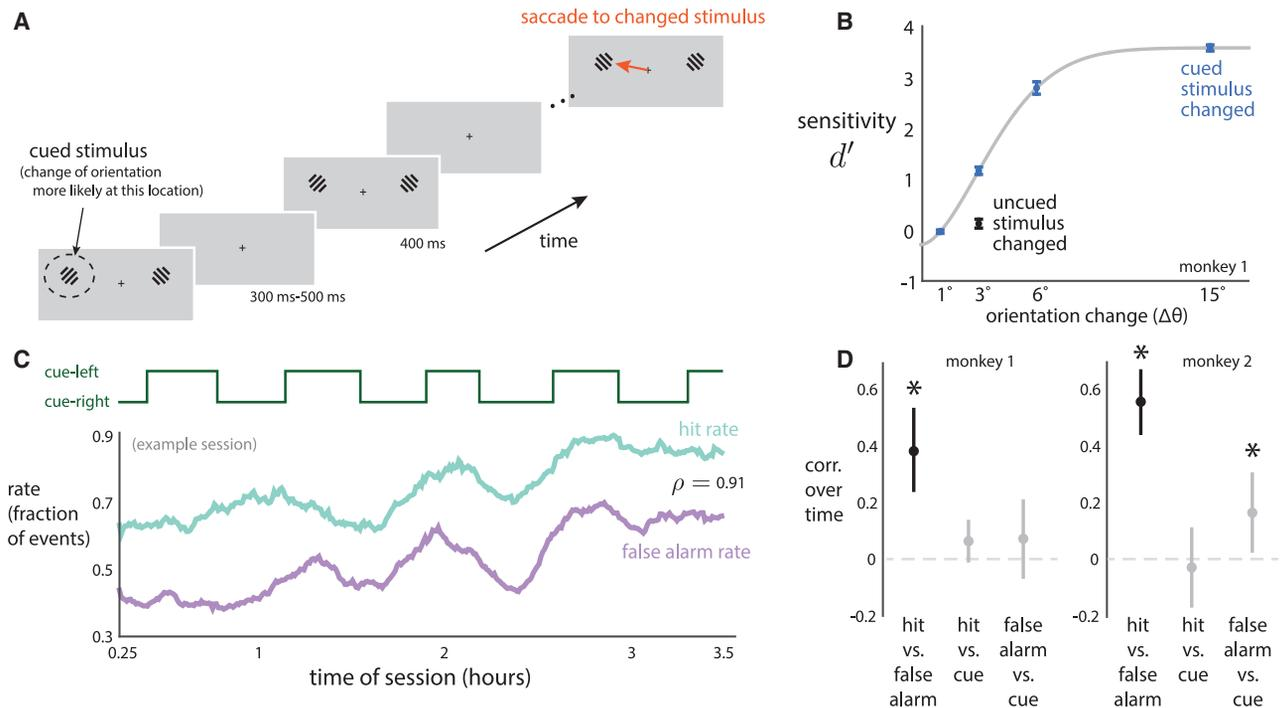 A
saccade to changed stimulus
cued stimulus
(change of orientation
more likely at this location)
400 ms
300 ms-500 ms
time
B
4
3
2
1
0
-1
sensitivity
d′
cued
stimulus
changed
uncued
stimulus
changed
monkey 1
1°
3°
6°
15°
orientation change (Δθ)
C
cue-left
cue-right
(example session)
hit rate
ρ = 0.91
false alarm rate
rate
(fraction
of events)
0.9
0.7
0.5
0.3
0.25
1
2
3
3.5
time of session (hours)
D
monkey 1
*
0.6
0.4
0.2
0
-0.2
corr.
over
time
hit
vs.
false
alarm
hit
vs.
cue
false
alarm
vs.
cue
monkey 2
*
*
0.6
0.4
0.2
0
-0.2
hit
vs.
false
alarm
hit
vs.
cue
false
alarm
vs.
cue